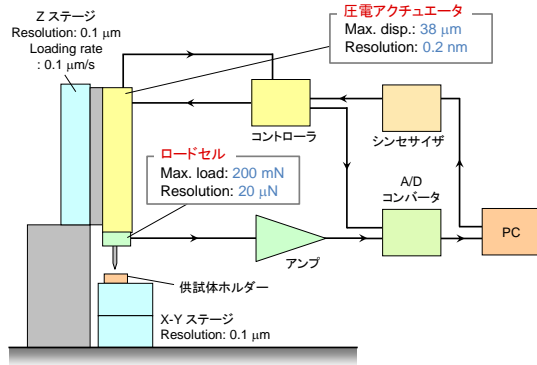 Z ステージ
Resolution: 0.1 μm
Loading rate
: 0.1 μm/s
圧電アクチュエータ
Max. disp.: 38 μm
Resolution: 0.2 nm
コントローラ
シンセサイザ
ロードセル
Max. load: 200 mN
Resolution: 20 μN
A/D
コンバータ
PC
アンプ
供試体ホルダー
X-Y ステージ
Resolution: 0.1 μm